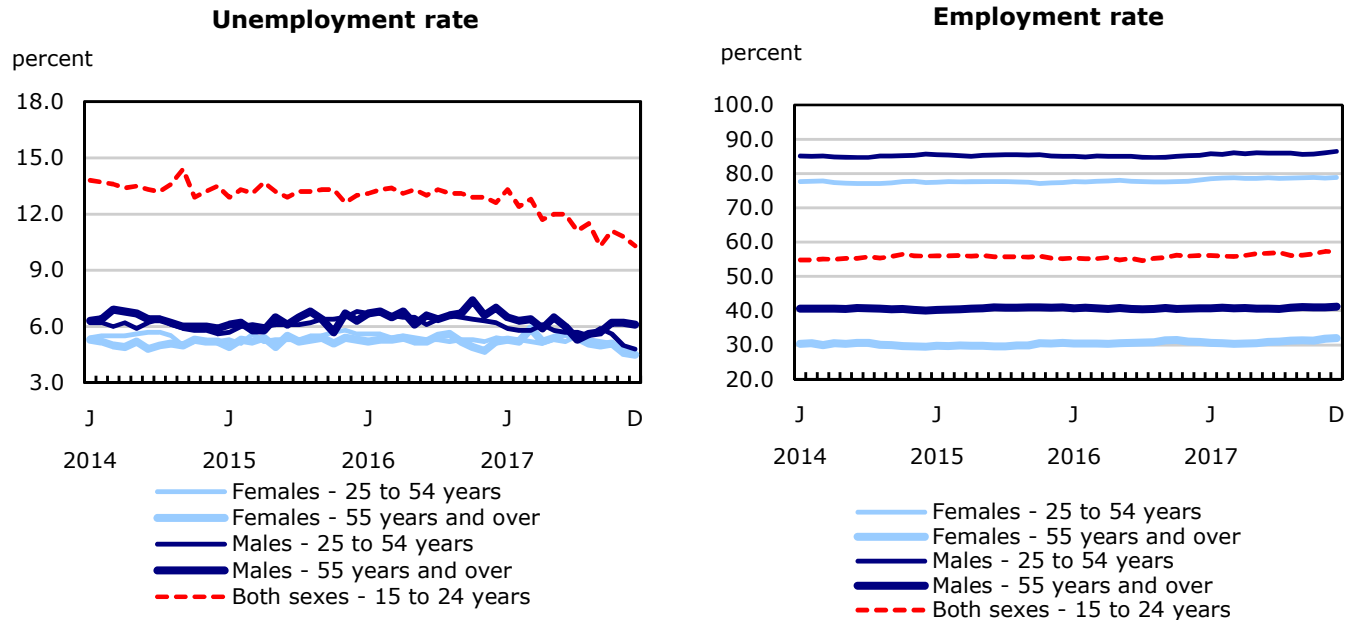 Unemployment rate
percent
18.0
15.0
12.0
9.0
6.0
3.0
J J J J D
2014 2015 2016 2017
Females - 25 to 54 years
Females - 55 years and over
Males - 25 to 54 years
Males - 55 years and over
Both sexes - 15 to 24 years
Employment rate
percent
100.0
90.0
80.0
70.0
60.0
50.0
40.0
30.0
20.0
J J J J D
2014 2015 2016 2017
Females - 25 to 54 years
Females - 55 years and over
Males - 25 to 54 years
Males - 55 years and over
Both sexes - 15 to 24 years